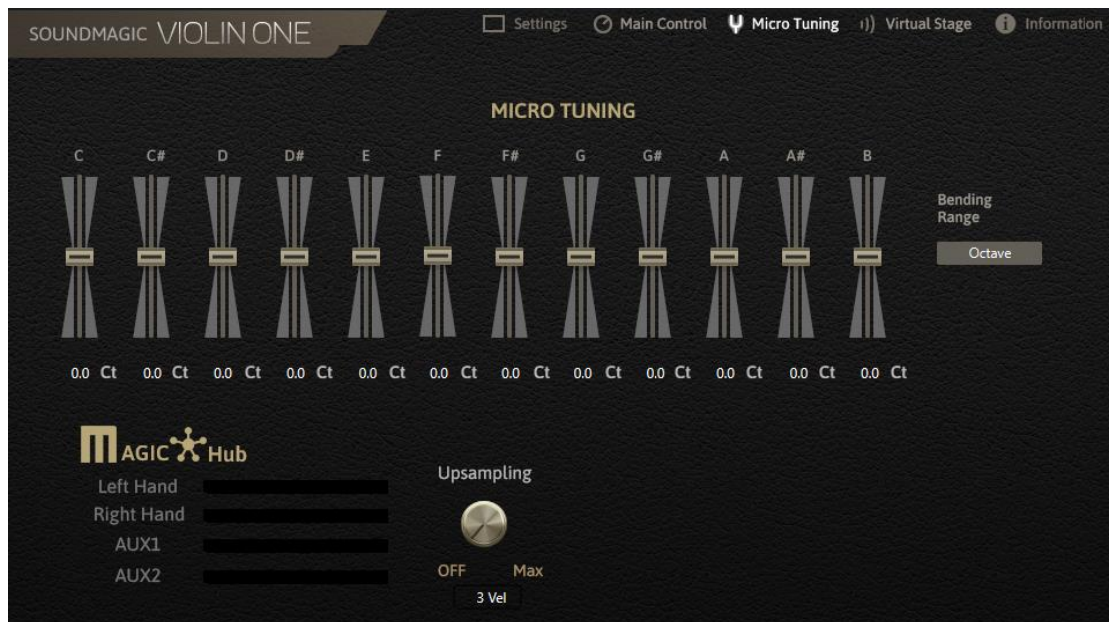 SOUNDMAGIC VIOLIN ONE
Settings Main Control Micro Tuning Virtual Stage Information
MICRO TUNING
C C# D D# E F F# G G# A A# B
Bending
Range
Octave
0.0 Ct 0.0 Ct 0.0 Ct 0.0 Ct 0.0 Ct 0.0 Ct 0.0 Ct 0.0 Ct 0.0 Ct 0.0 Ct 0.0 Ct 0.0 Ct
MAGIC Hub
Left Hand
Right Hand
AUX1
AUX2
Upsampling
OFF Max
3 Vel